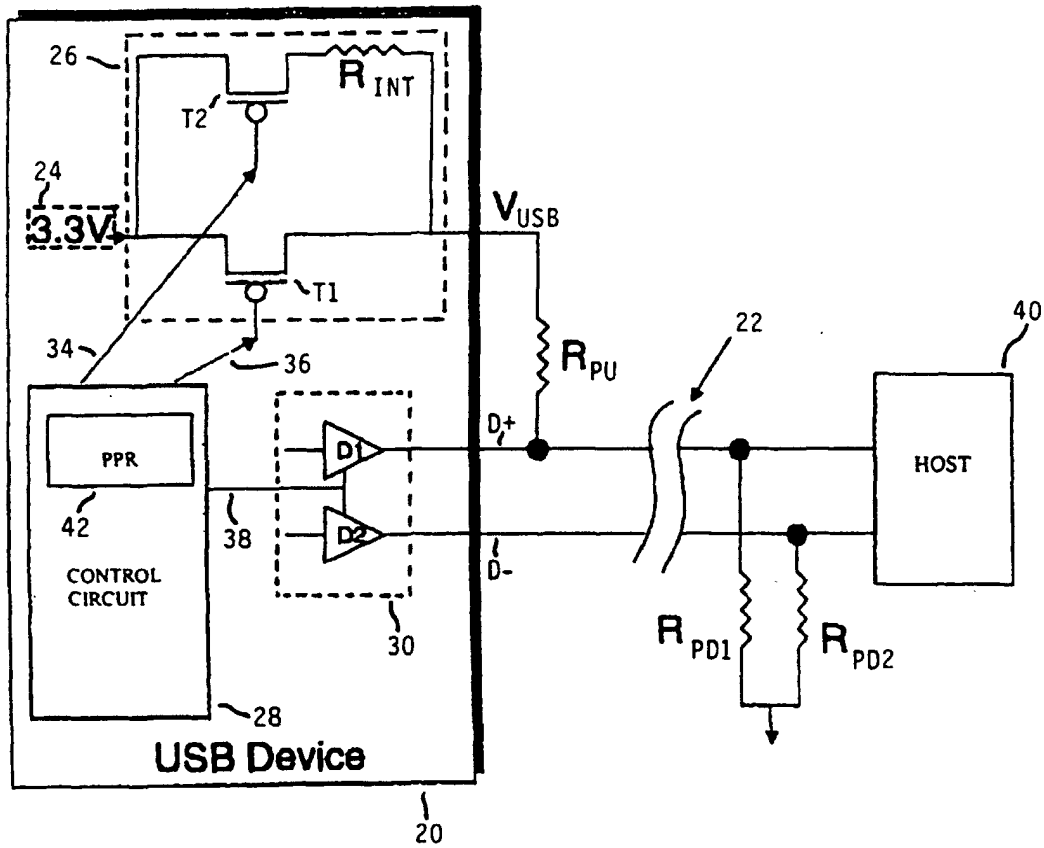 26
R INT
T2
24
3.3V
V USB
T1
34
36
22
40
R PU
D+
D1
PPR
HOST
42
38
D2
D-
CONTROL
CIRCUIT
30
R PD1
R PD2
28
USB Device
20